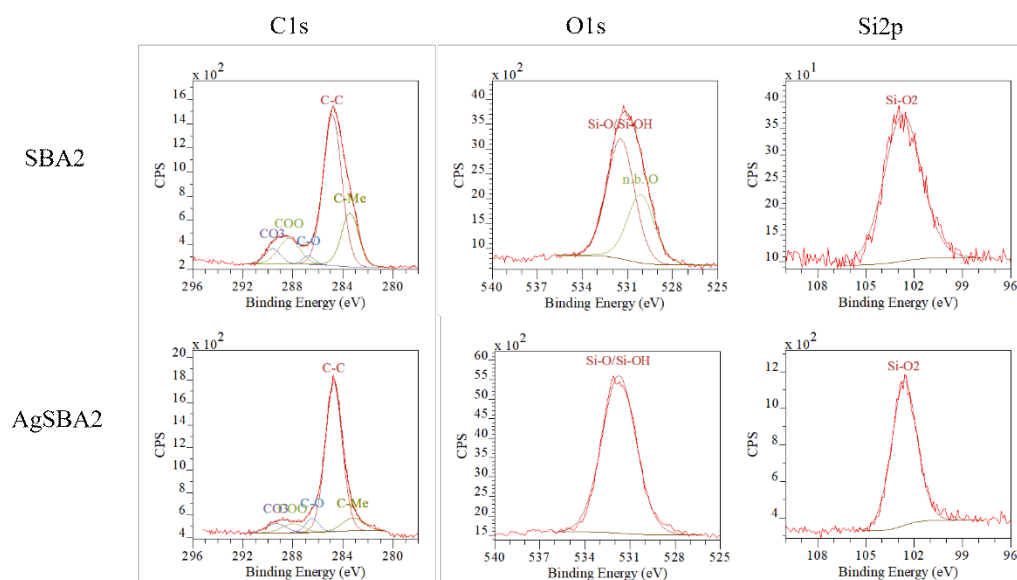 C1s O1s Si2p
SBA2
x 10²
C-C
C-Me
COO
CO3
C-O
CPS
16
14
12
10
8
6
4
2
296 292 288 284 280
Binding Energy (eV)
x 10²
Si-O/Si-OH
n.b. O
CPS
40
30
20
10
540 537 534 531 528 525
Binding Energy (eV)
x 10¹
Si-O2
CPS
40
35
30
25
20
15
10
108 105 102 99 96
Binding Energy (eV)
AgSBA2
x 10²
C-C
CO3
COO
C-O
C-Me
CPS
20
18
16
14
12
10
8
6
4
296 292 288 284 280
Binding Energy (eV)
x 10²
Si-O/Si-OH
CPS
60
55
50
45
40
35
30
25
20
15
540 537 534 531 528 525
Binding Energy (eV)
x 10²
Si-O2
CPS
12
10
8
6
4
108 105 102 99 96
Binding Energy (eV)